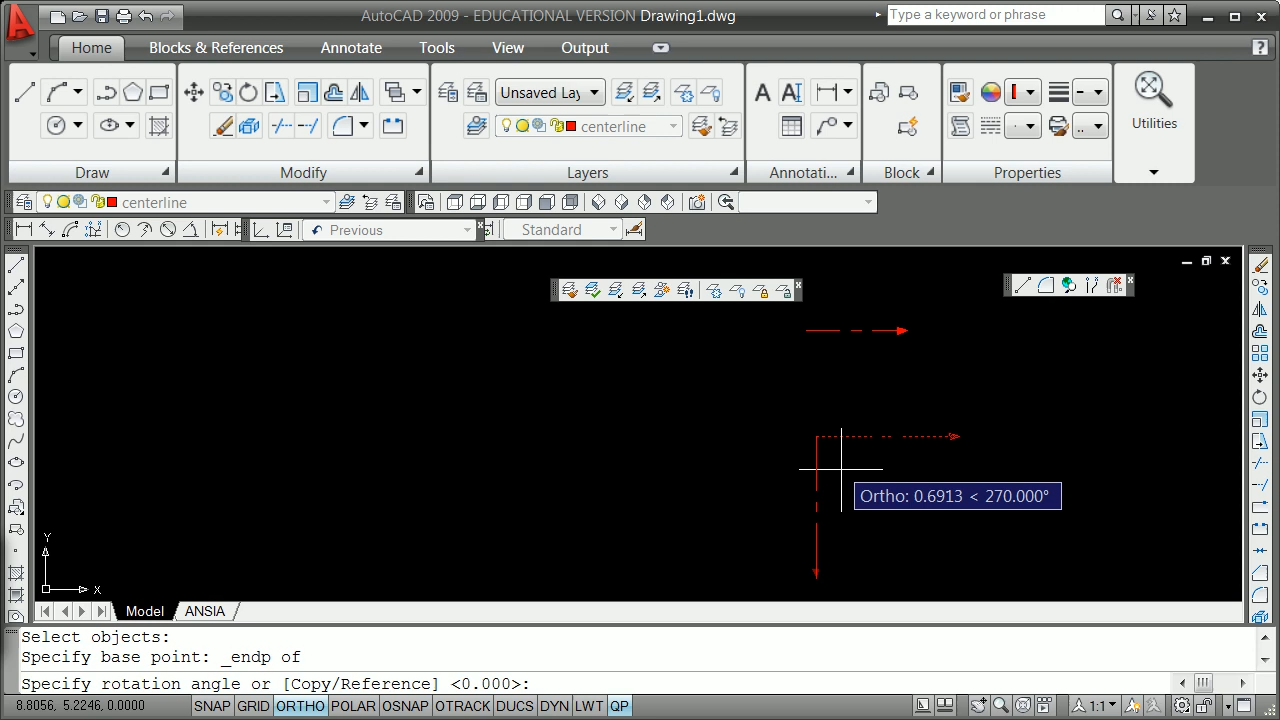 AutoCAD 2009 - EDUCATIONAL VERSION Drawing1.dwg
Type a keyword or phrase
Home Blocks & References Annotate Tools View Output
Unsaved Lay
centerline
Utilities
Draw Modify Layers Annotati... Block Properties
centerline
Previous Standard
Ortho: 0.6913 < 270.000°
Y
X
Model ANSIA
Select objects:
Specify base point: _endp of
Specify rotation angle or [Copy/Reference] <0.000>:
8.8056, 5.2246, 0.0000 SNAP GRID ORTHO POLAR OSNAP OTRACK DUCS DYN LWT QP 1:1